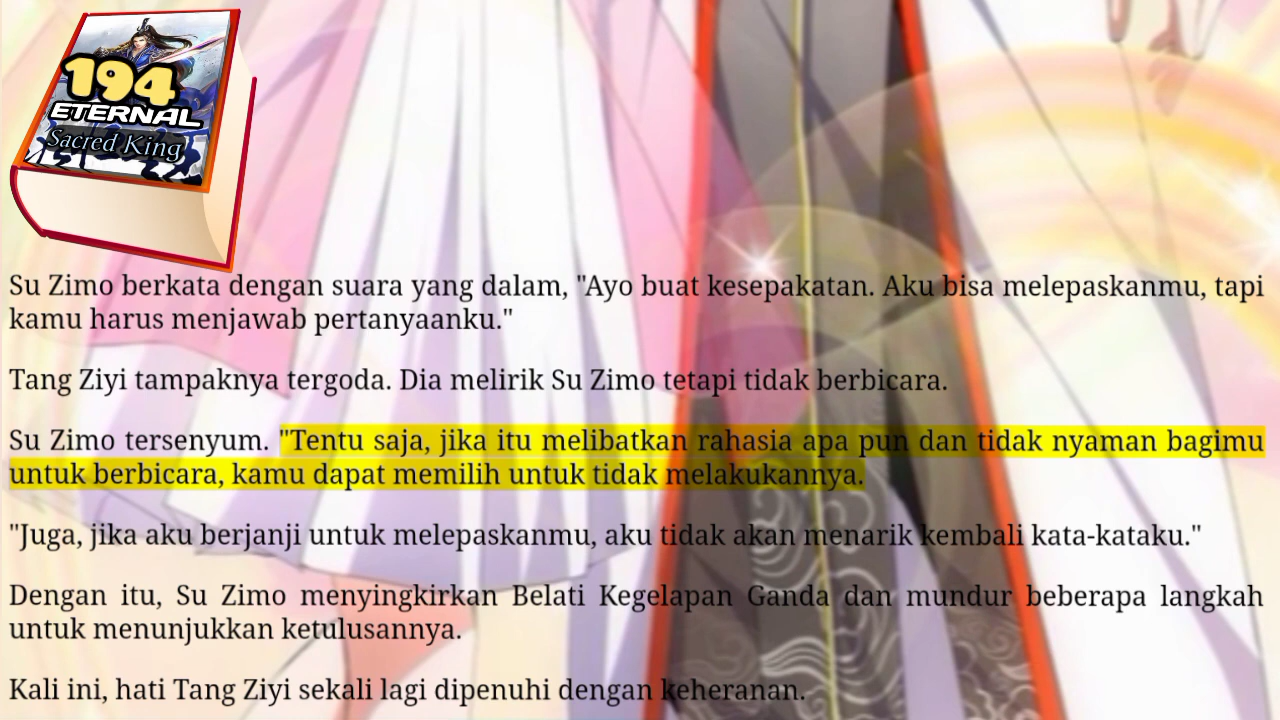 194
ETERNAL
Sacred King
Su Zimo berkata dengan suara yang dalam, "Ayo buat kesepakatan. Aku bisa melepaskanmu, tapi
kamu harus menjawab pertanyaanku."
Tang Ziyi tampaknya tergoda. Dia melirik Su Zimo tetapi tidak berbicara.
Su Zimo tersenyum. "Tentu saja, jika itu melibatkan rahasia apa pun dan tidak nyaman bagimu
untuk berbicara, kamu dapat memilih untuk tidak melakukannya.
"Juga, jika aku berjanji untuk melepaskanmu, aku tidak akan menarik kembali kata-kataku."
Dengan itu, Su Zimo menyingkirkan Belati Kegelapan Ganda dan mundur beberapa langkah
untuk menunjukkan ketulusannya.
Kali ini, hati Tang Ziyi sekali lagi dipenuhi dengan keheranan.